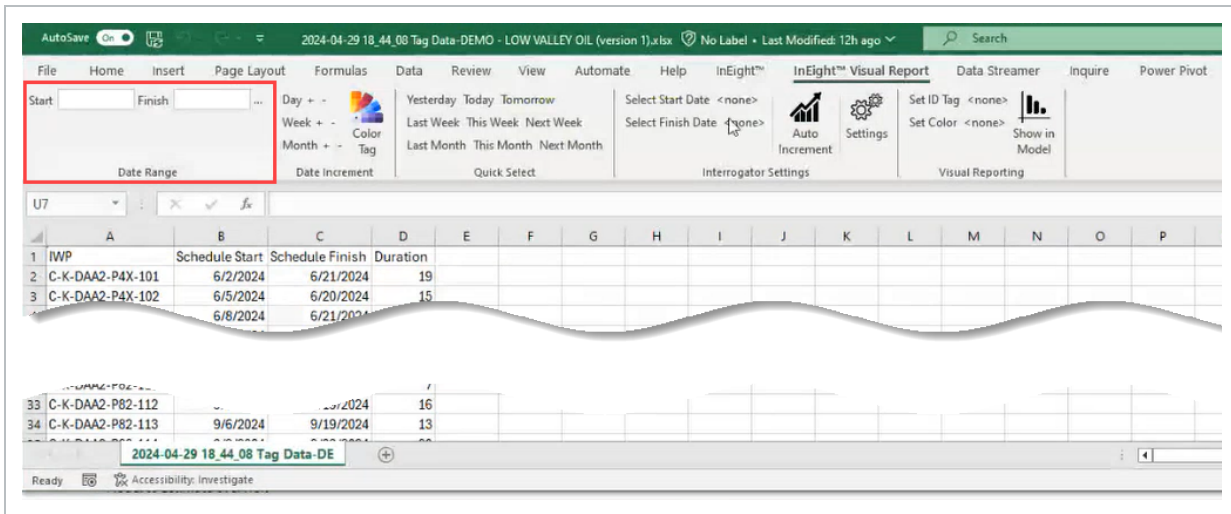 AutoSave On 2024-04-29 18_44_08 Tag Data-DEMO - LOW VALLEY OIL (version 1).xlsx No Label • Last Modified: 12h ago Search
File Home Insert Page Layout Formulas Data Review View Automate Help InEight™ InEight™ Visual Report Data Streamer Inquire Power Pivot
Start Finish ... Day + - Yesterday Today Tomorrow Select Start Date <none> Set ID Tag <none>
Week + - Color Tag Last Week This Week Next Week Select Finish Date <none> Auto Increment Settings Set Color <none> Show in Model
Month + - Last Month This Month Next Month
Date Range Date Increment Quick Select Interrogator Settings Visual Reporting
U7 fx
A B C D E F G H I J K L M N O P
1 IWP Schedule Start Schedule Finish Duration
2 C-K-DAA2-P4X-101 6/2/2024 6/21/2024 19
3 C-K-DAA2-P4X-102 6/5/2024 6/20/2024 15
6/8/2024 6/21/2024
33 C-K-DAA2-P82-112 16
34 C-K-DAA2-P82-113 9/6/2024 9/19/2024 13
2024-04-29 18_44_08 Tag Data-DE
Ready Accessibility: Investigate